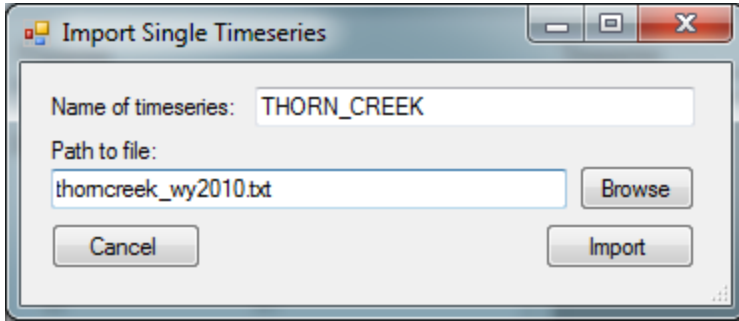 Import Single Timeseries
Name of timeseries: THORN_CREEK
Path to file:
thorncreek_wy2010.txt Browse
Cancel Import